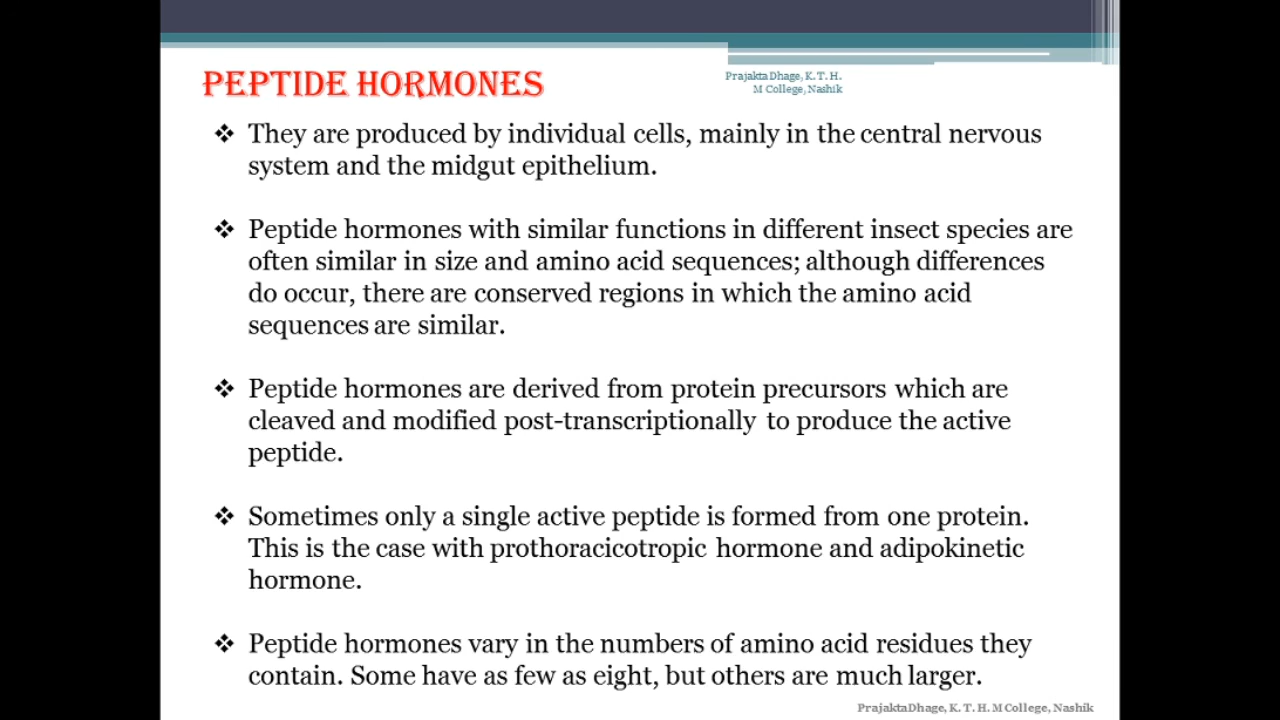 PEPTIDE HORMONES
Prajakta Dhage, K. T. H.
M College, Nashik
❖ They are produced by individual cells, mainly in the central nervous
system and the midgut epithelium.
❖ Peptide hormones with similar functions in different insect species are
often similar in size and amino acid sequences; although differences
do occur, there are conserved regions in which the amino acid
sequences are similar.
❖ Peptide hormones are derived from protein precursors which are
cleaved and modified post-transcriptionally to produce the active
peptide.
❖ Sometimes only a single active peptide is formed from one protein.
This is the case with prothoracicotropic hormone and adipokinetic
hormone.
❖ Peptide hormones vary in the numbers of amino acid residues they
contain. Some have as few as eight, but others are much larger.
Prajakta Dhage, K. T. H. M College, Nashik